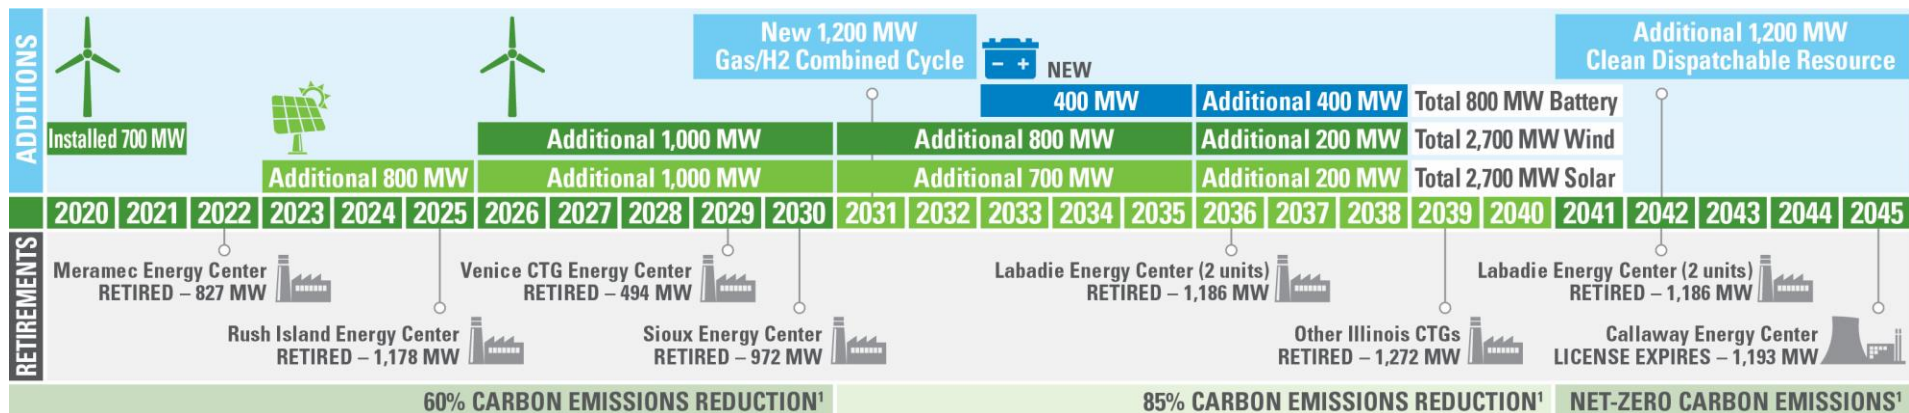 ADDITIONS
New 1,200 MW
Gas/H2 Combined Cycle
Additional 1,200 MW
Clean Dispatchable Resource
NEW
400 MW
Additional 400 MW
Total 800 MW Battery
Installed 700 MW
Additional 1,000 MW
Additional 800 MW
Additional 200 MW
Total 2,700 MW Wind
Additional 800 MW
Additional 1,000 MW
Additional 700 MW
Additional 200 MW
Total 2,700 MW Solar
2020 2021 2022 2023 2024 2025 2026 2027 2028 2029 2030 2031 2032 2033 2034 2035 2036 2037 2038 2039 2040 2041 2042 2043 2044 2045
RETIREMENTS
Meramec Energy Center
RETIRED – 827 MW
Venice CTG Energy Center
RETIRED – 494 MW
Labadie Energy Center (2 units)
RETIRED – 1,186 MW
Labadie Energy Center (2 units)
RETIRED – 1,186 MW
Rush Island Energy Center
RETIRED – 1,178 MW
Sioux Energy Center
RETIRED – 972 MW
Other Illinois CTGs
RETIRED – 1,272 MW
Callaway Energy Center
LICENSE EXPIRES – 1,193 MW
60% CARBON EMISSIONS REDUCTION¹
85% CARBON EMISSIONS REDUCTION¹
NET-ZERO CARBON EMISSIONS¹